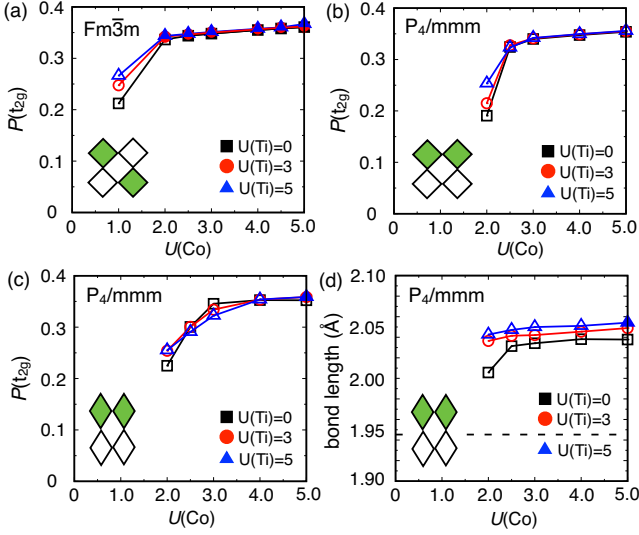 (a)
Fm3̅m
P(t2g)
0.4
0.3
0.2
0.1
0
U(Ti)=0
U(Ti)=3
U(Ti)=5
0 1.0 2.0 3.0 4.0 5.0
U(Co)
(b)
P4/mmm
P(t2g)
0.4
0.3
0.2
0.1
0
U(Ti)=0
U(Ti)=3
U(Ti)=5
0 1.0 2.0 3.0 4.0 5.0
U(Co)
(c)
P4/mmm
P(t2g)
0.4
0.3
0.2
0.1
0
U(Ti)=0
U(Ti)=3
U(Ti)=5
0 1.0 2.0 3.0 4.0 5.0
U(Co)
(d)
P4/mmm
bond length (Å)
2.10
2.05
2.00
1.95
1.90
U(Ti)=0
U(Ti)=3
U(Ti)=5
0 1.0 2.0 3.0 4.0 5.0
U(Co)